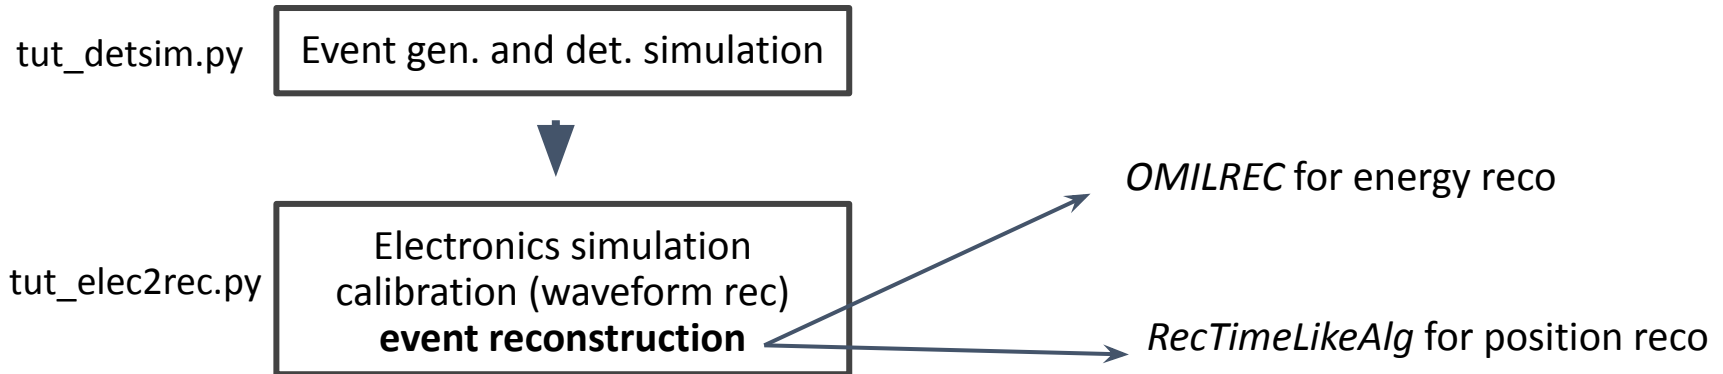 tut_detsim.py
Event gen. and det. simulation
OMILREC for energy reco
Electronics simulation
calibration (waveform rec)
event reconstruction
tut_elec2rec.py
RecTimeLikeAlg for position reco